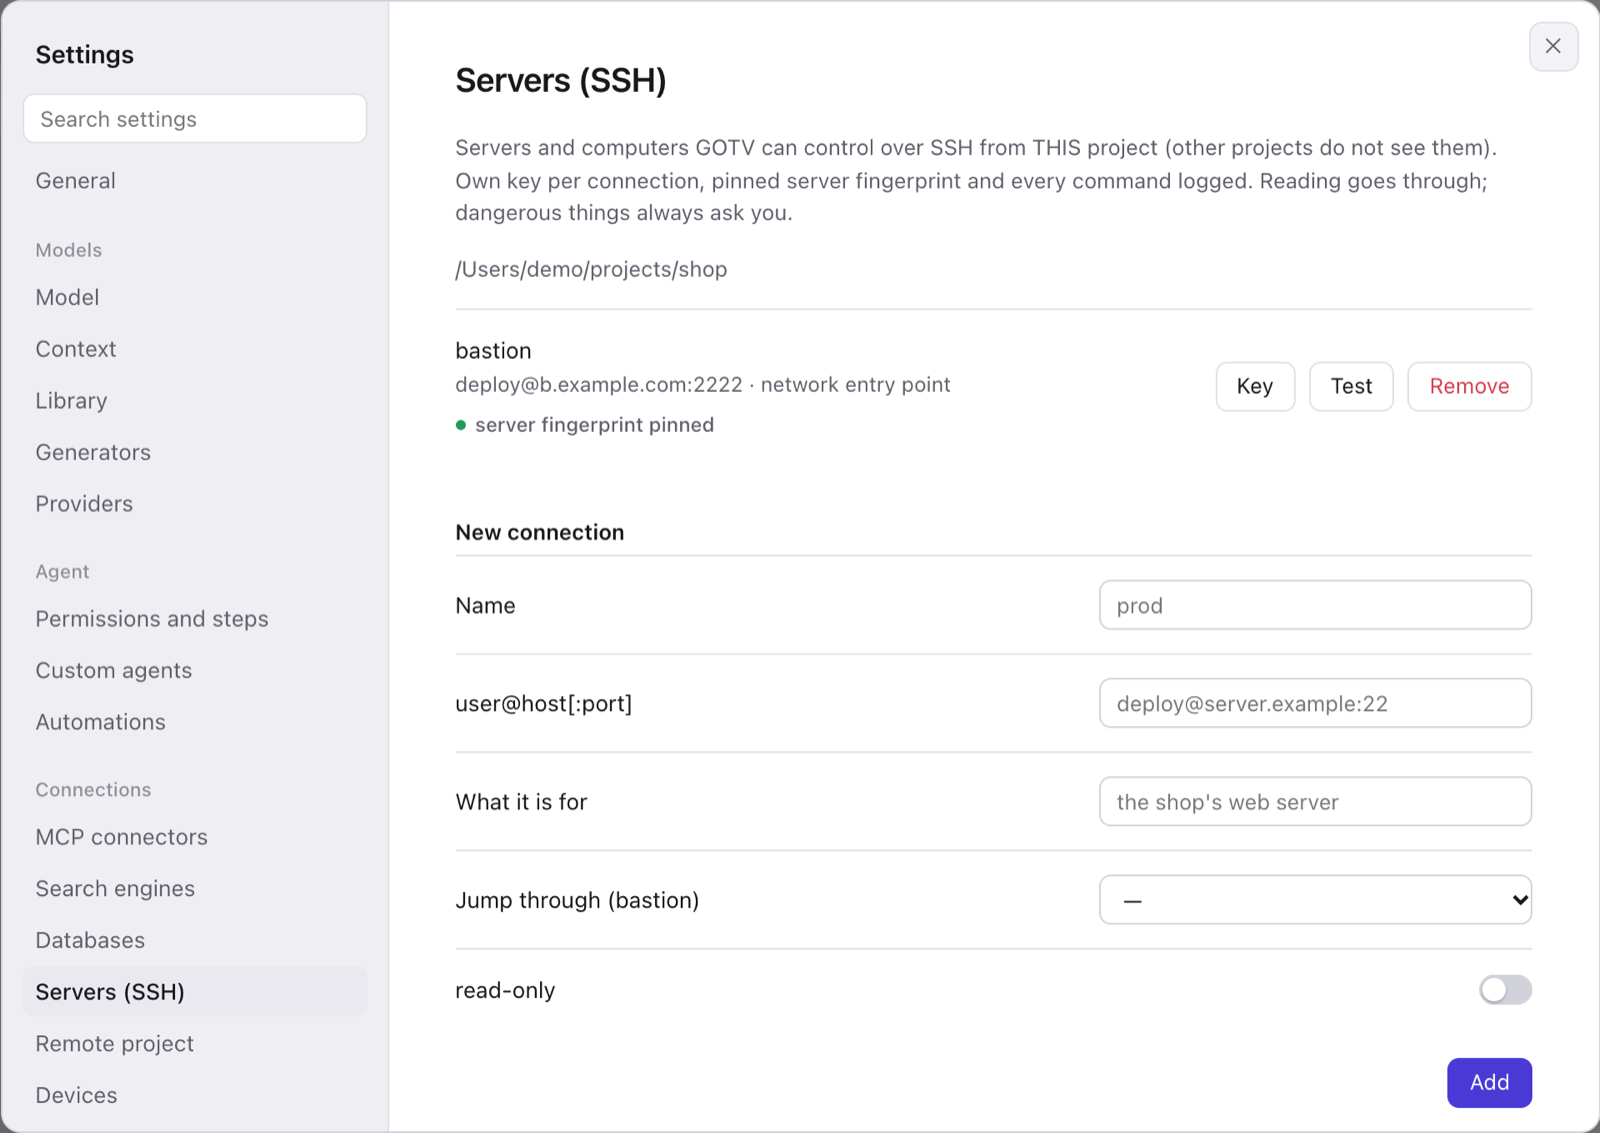 Settings
Search settings
General
Models
Model
Context
Library
Generators
Providers
Agent
Permissions and steps
Custom agents
Automations
Connections
MCP connectors
Search engines
Databases
Servers (SSH)
Remote project
Devices
Servers (SSH)
Servers and computers GOTV can control over SSH from THIS project (other projects do not see them).
Own key per connection, pinned server fingerprint and every command logged. Reading goes through;
dangerous things always ask you.
/Users/demo/projects/shop
bastion
deploy@b.example.com:2222 · network entry point
server fingerprint pinned
Key
Test
Remove
New connection
Name
prod
user@host[:port]
deploy@server.example:22
What it is for
the shop's web server
Jump through (bastion)
—
read-only
Add